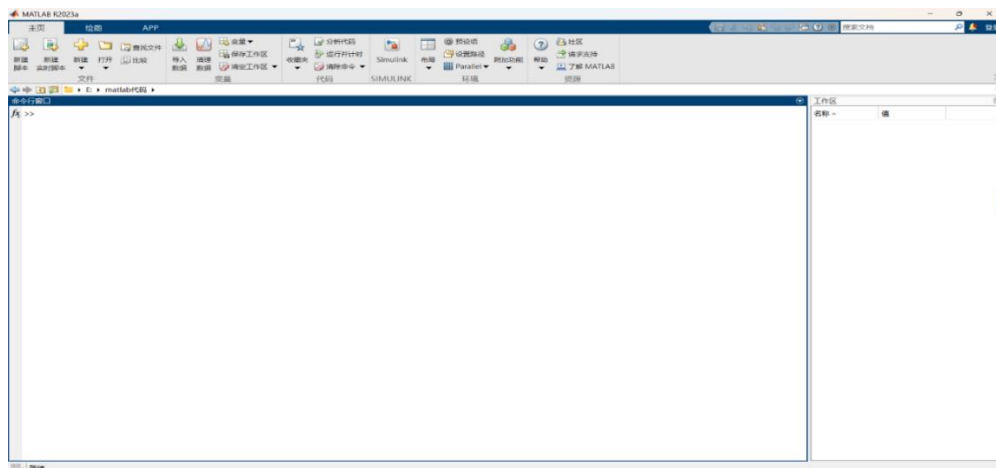 MATLAB R2023a
主页 绘图 APP
搜索文档
新建脚本 新建实时脚本 新建 打开 查找文件 比较
导入数据 清理数据 变量 保存工作区 清空工作区
收藏夹 分析代码 运行并计时 清除命令
Simulink
布局 预设项 设置路径 Parallel 附加功能
帮助 社区 请求支持 了解 MATLAB
文件 变量 代码 SIMULINK 环境 资源
E: ▸ matlab代码 ▸
命令行窗口
fx >>
工作区
名称 值